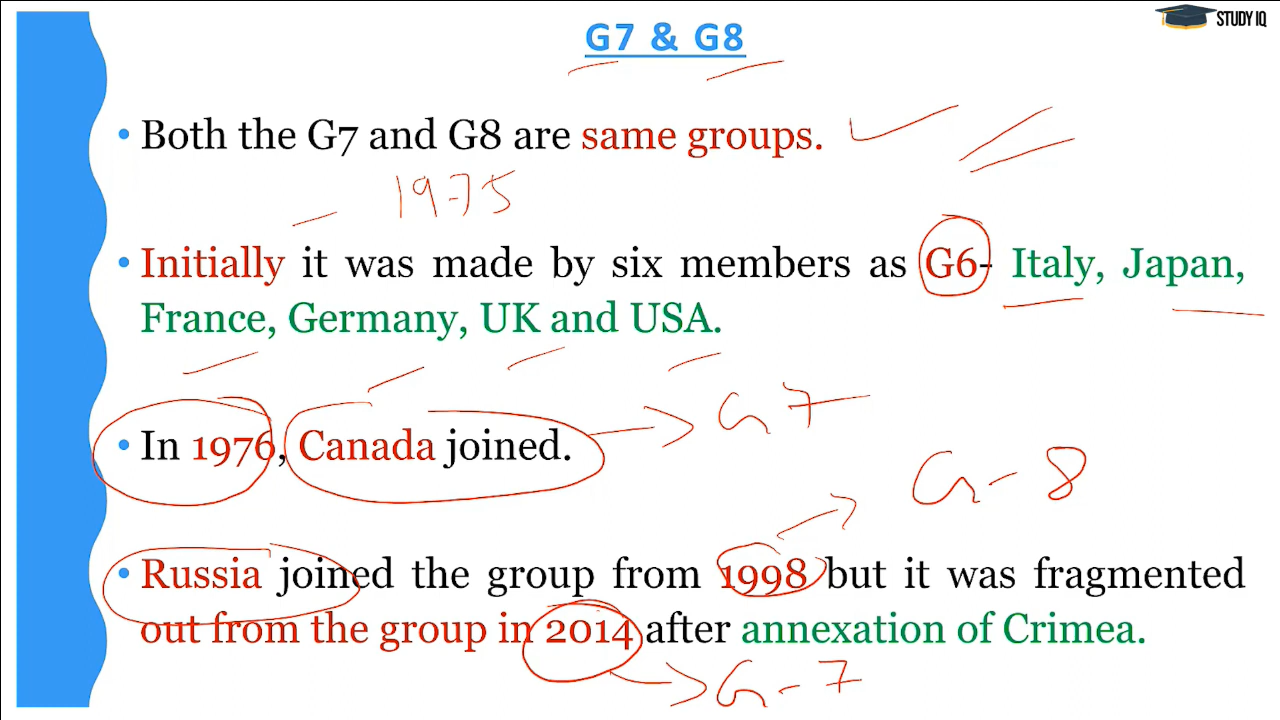 STUDY IQ
G7 & G8
• Both the G7 and G8 are same groups.
1975
• Initially it was made by six members as G6- Italy, Japan,
France, Germany, UK and USA.
G7
• In 1976, Canada joined.
G-8
• Russia joined the group from 1998 but it was fragmented
out from the group in 2014 after annexation of Crimea.
G-7